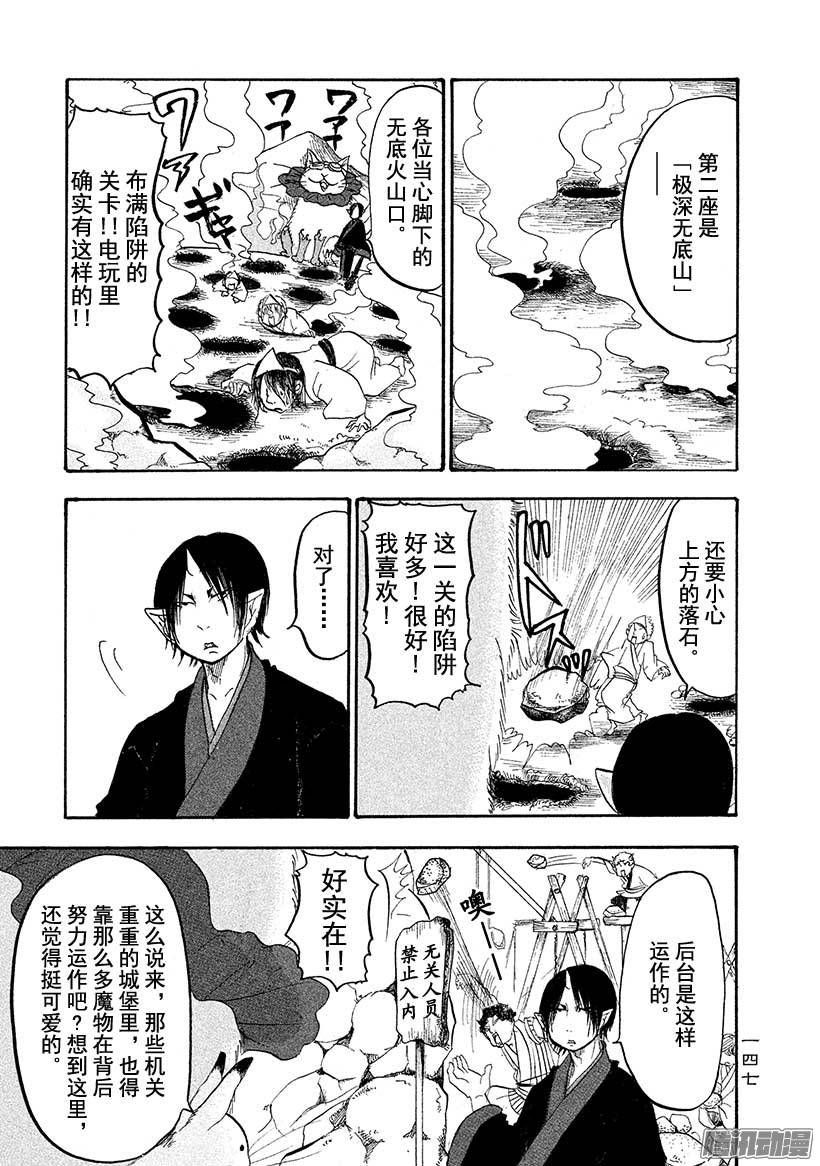 第二座是
「极深无底山」
——
各位当心脚下的
无底火山口。
ワァ
ワァ
ギャ
布满陷阱的
关卡!!电玩里
确实有这样的!!
还要小心
上方的落石。
这一关的陷阱
好多！很好！
我喜欢！
对了……
后台是这样
运作的。
噢——
无关人员
禁止入内
好实在!!
这么说来，那些机关
重重的城堡里，也得
靠那么多魔物在背后
努力运作吧？想到这里，
还觉得挺可爱的。
一四七
腾讯动漫